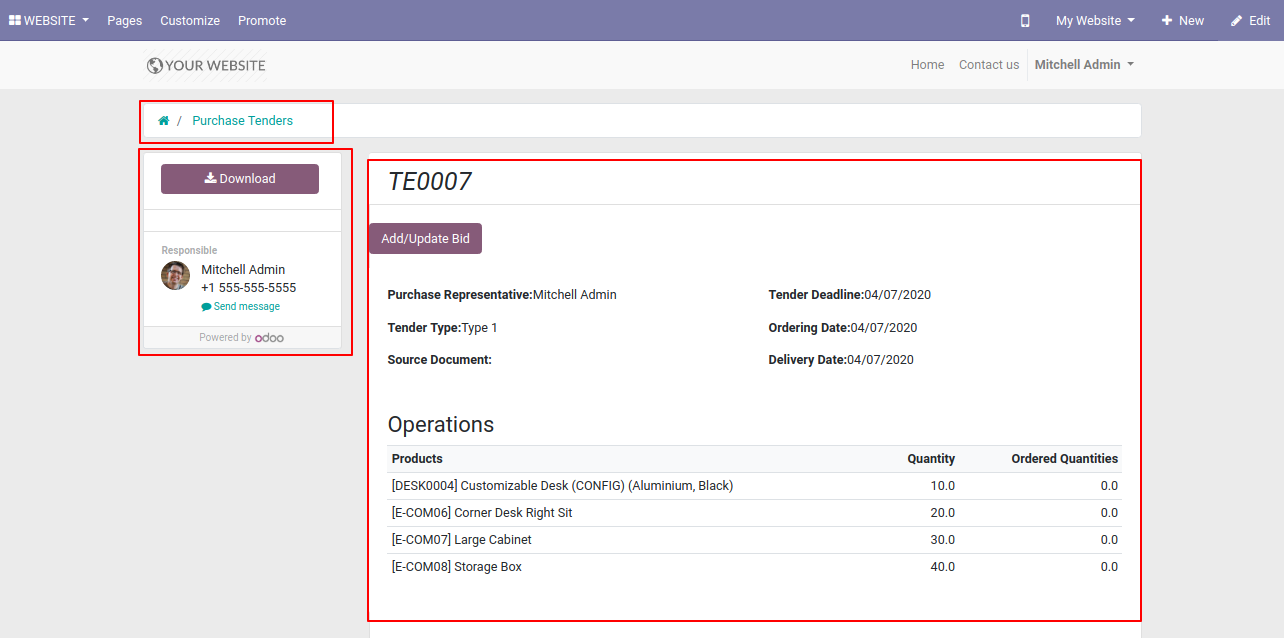 WEBSITE Pages Customize Promote My Website New Edit
YOUR WEBSITE Home Contact us Mitchell Admin
/ Purchase Tenders
Download
Responsible
Mitchell Admin
+1 555-555-5555
Send message
Powered by odoo
TE0007
Add/Update Bid
Purchase Representative:Mitchell Admin Tender Deadline:04/07/2020
Tender Type:Type 1 Ordering Date:04/07/2020
Source Document: Delivery Date:04/07/2020
Operations
Products Quantity Ordered Quantities
[DESK0004] Customizable Desk (CONFIG) (Aluminium, Black) 10.0 0.0
[E-COM06] Corner Desk Right Sit 20.0 0.0
[E-COM07] Large Cabinet 30.0 0.0
[E-COM08] Storage Box 40.0 0.0